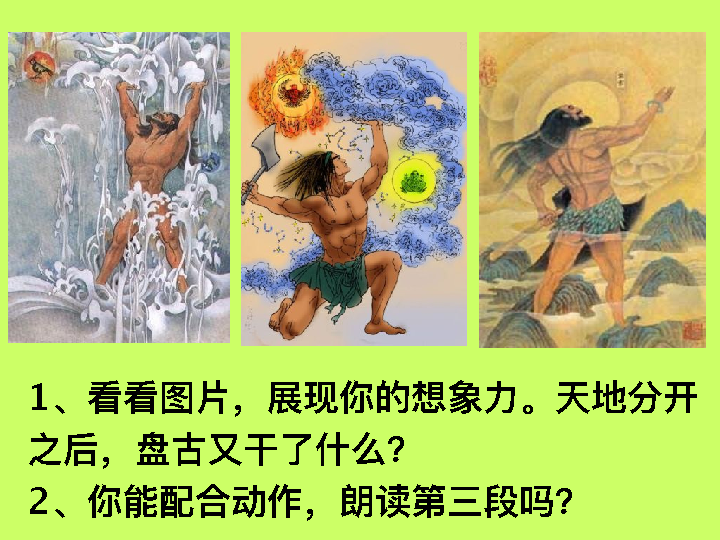 1、看看图片，展现你的想象力。天地分开
之后，盘古又干了什么？
2、你能配合动作，朗读第三段吗？